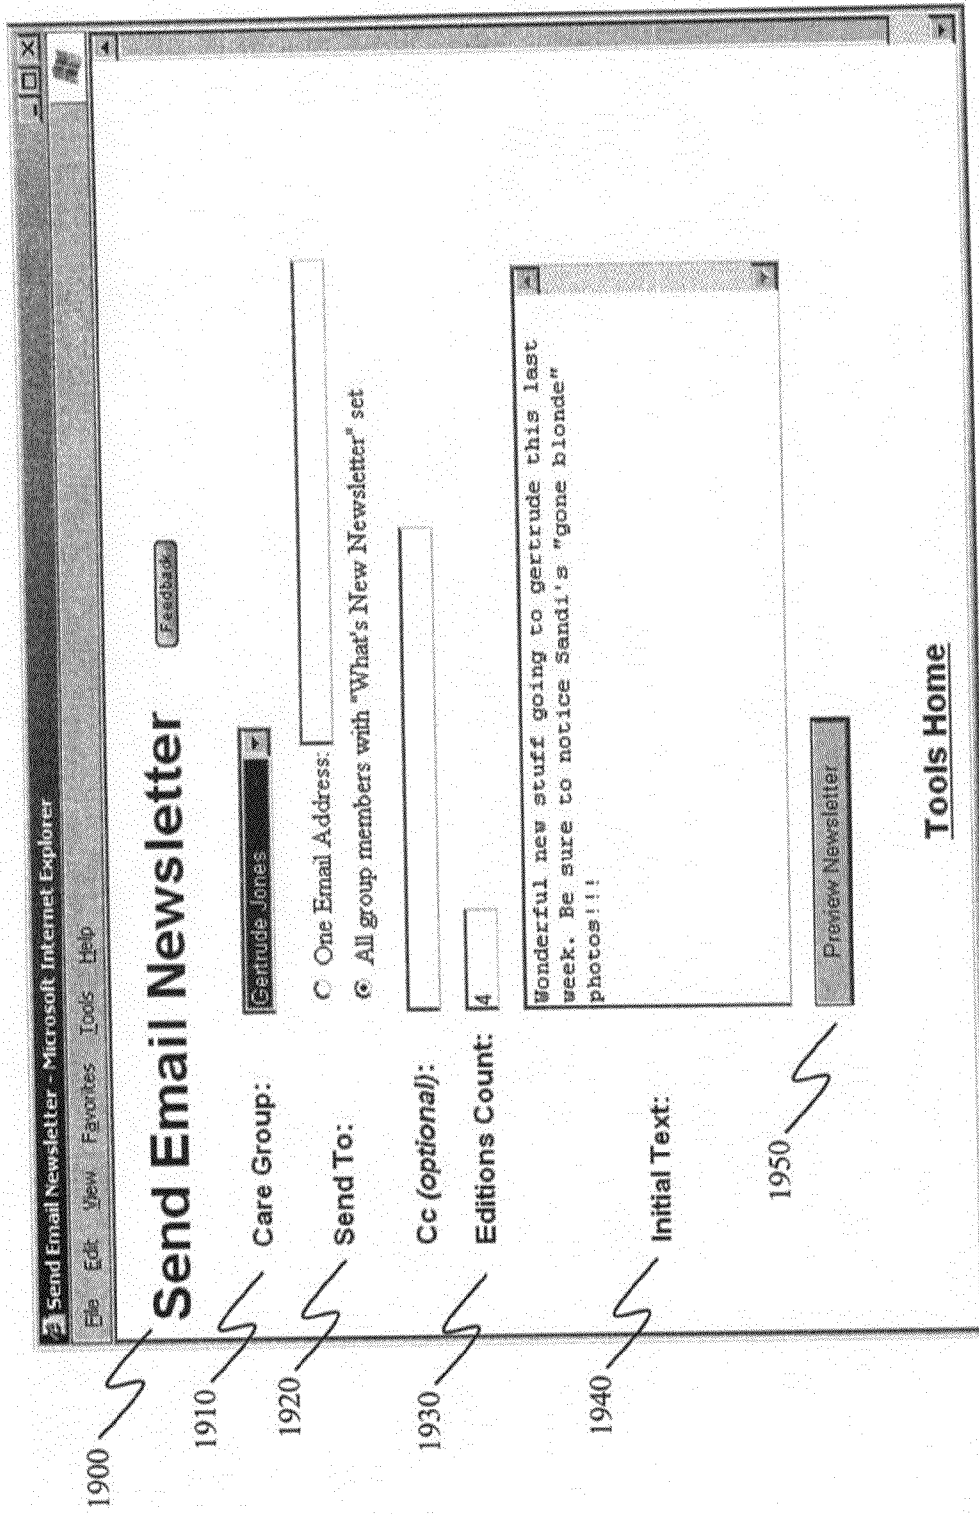 Send Email Newsletter - Microsoft Internet Explorer
File Edit View Favorites Tools Help
1900
Send Email Newsletter Feedback
1910
Care Group: Gertrude Jones
1920
Send To: One Email Address:
All group members with "What's New Newsletter" set
Cc (optional):
1930
Editions Count: 4
1940
Initial Text:
Wonderful new stuff going to gertrude this last
week. Be sure to notice Sandi's "gone blonde"
photos!!!
1950
Preview Newsletter
Tools Home